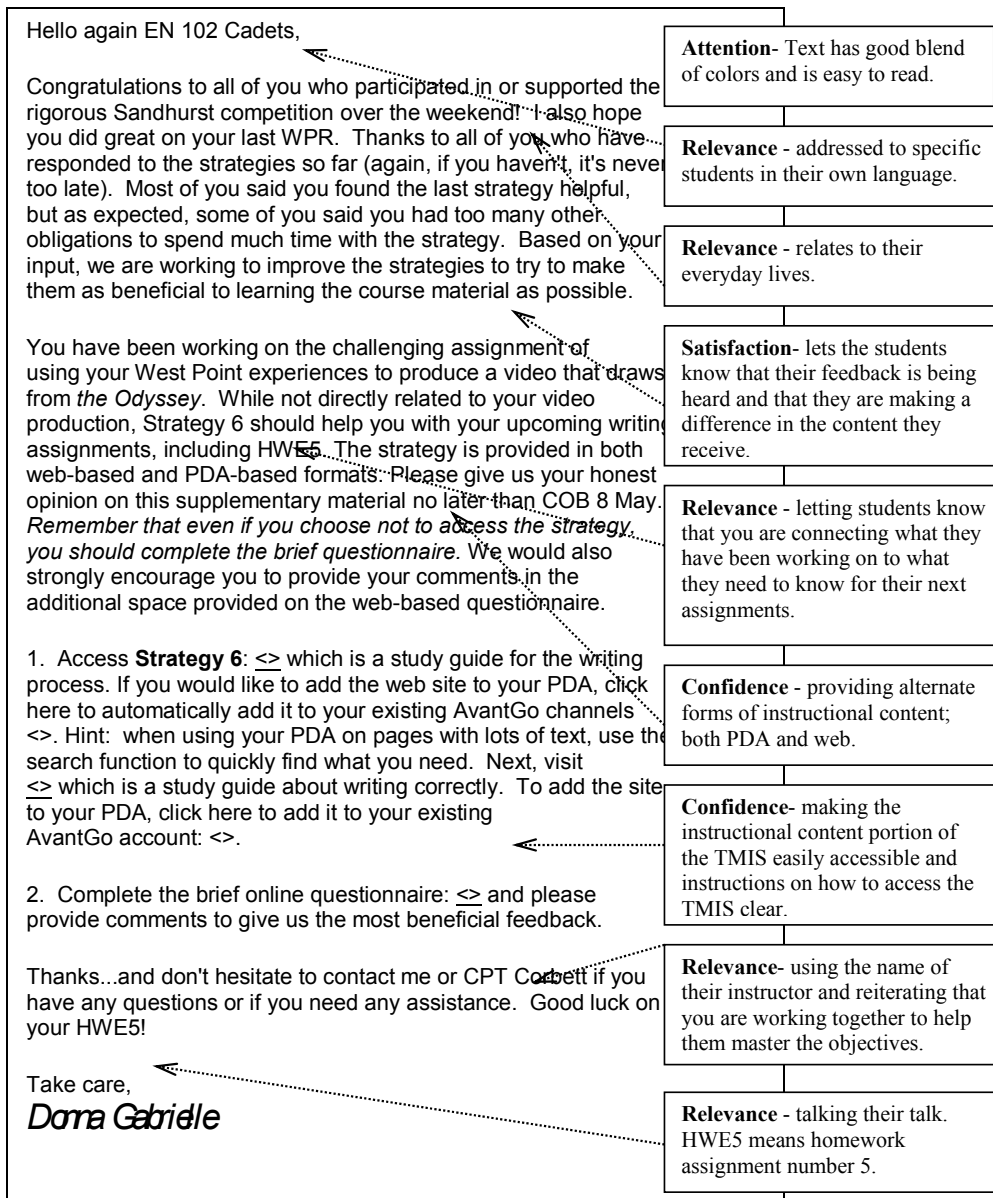 Hello again EN 102 Cadets,
Congratulations to all of you who participated in or supported the
rigorous Sandhurst competition over the weekend!  I also hope
you did great on your last WPR.  Thanks to all of you who have
responded to the strategies so far (again, if you haven't, it's never
too late).  Most of you said you found the last strategy helpful,
but as expected, some of you said you had too many other
obligations to spend much time with the strategy.  Based on your
input, we are working to improve the strategies to try to make
them as beneficial to learning the course material as possible.
You have been working on the challenging assignment of
using your West Point experiences to produce a video that draws
from the Odyssey.  While not directly related to your video
production, Strategy 6 should help you with your upcoming writing
assignments, including HWE5. The strategy is provided in both
web-based and PDA-based formats. Please give us your honest
opinion on this supplementary material no later than COB 8 May.
Remember that even if you choose not to access the strategy,
you should complete the brief questionnaire. We would also
strongly encourage you to provide your comments in the
additional space provided on the web-based questionnaire.
1.  Access Strategy 6: <> which is a study guide for the writing
process. If you would like to add the web site to your PDA, click
here to automatically add it to your existing AvantGo channels
<>. Hint:  when using your PDA on pages with lots of text, use the
search function to quickly find what you need.  Next, visit
<> which is a study guide about writing correctly.  To add the site
to your PDA, click here to add it to your existing
AvantGo account: <>.
2.  Complete the brief online questionnaire: <> and please
provide comments to give us the most beneficial feedback.
Thanks...and don't hesitate to contact me or CPT Corbett if you
have any questions or if you need any assistance.  Good luck on
your HWE5!
Take care,
Donna Gabrielle
Attention- Text has good blend
of colors and is easy to read.
Relevance - addressed to specific
students in their own language.
Relevance - relates to their
everyday lives.
Satisfaction- lets the students
know that their feedback is being
heard and that they are making a
difference in the content they
receive.
Relevance - letting students know
that you are connecting what they
have been working on to what
they need to know for their next
assignments.
Confidence - providing alternate
forms of instructional content;
both PDA and web.
Confidence- making the
instructional content portion of
the TMIS easily accessible and
instructions on how to access the
TMIS clear.
Relevance- using the name of
their instructor and reiterating that
you are working together to help
them master the objectives.
Relevance - talking their talk.
HWE5 means homework
assignment number 5.